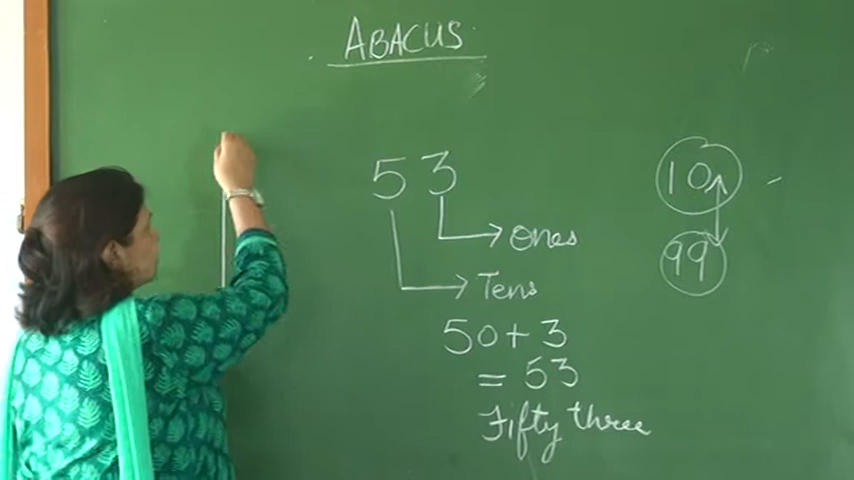 ABACUS
53
Ones
Tens
50+3
= 53
Fifty three
10
99